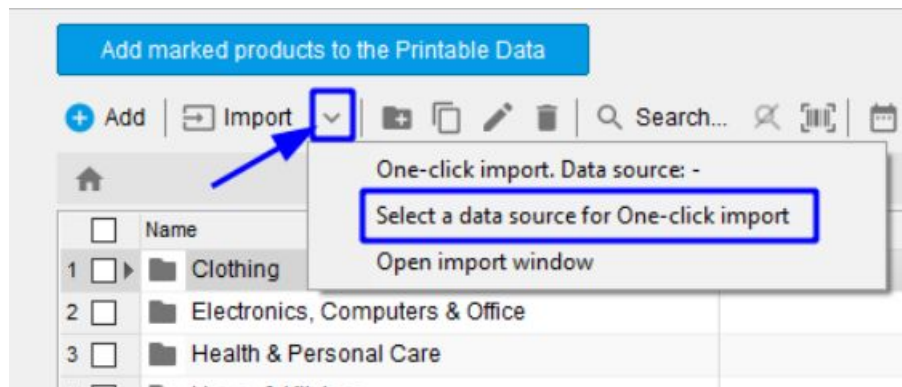 Add marked products to the Printable Data
Add Import Search...
One-click import. Data source: -
Select a data source for One-click import
Open import window
Name
1 Clothing
2 Electronics, Computers & Office
3 Health & Personal Care